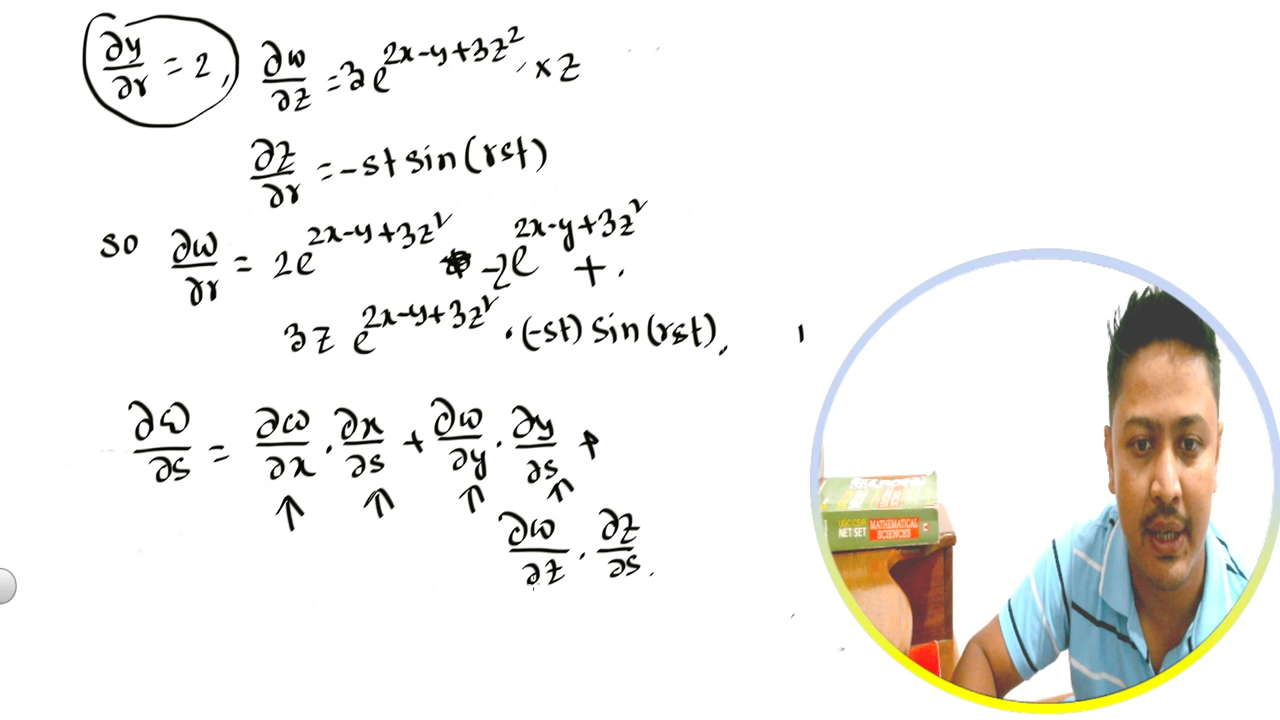 ∂y/∂r = 2, ∂w/∂z = 3e^{2x-y+3z²} · × z
∂z/∂r = -st sin(rst)
so ∂w/∂r = 2e^{2x-y+3z²} -2e^{2x-y+3z²} + .
3z e^{2x-y+3z²} · (-st) sin(rst).
∂w/∂s = ∂w/∂x · ∂x/∂s + ∂w/∂y · ∂y/∂s +
↑ ↑ ↑ ↑
∂w/∂z · ∂z/∂s .
UGC CSIR
NET SET
MATHEMATICAL
SCIENCES